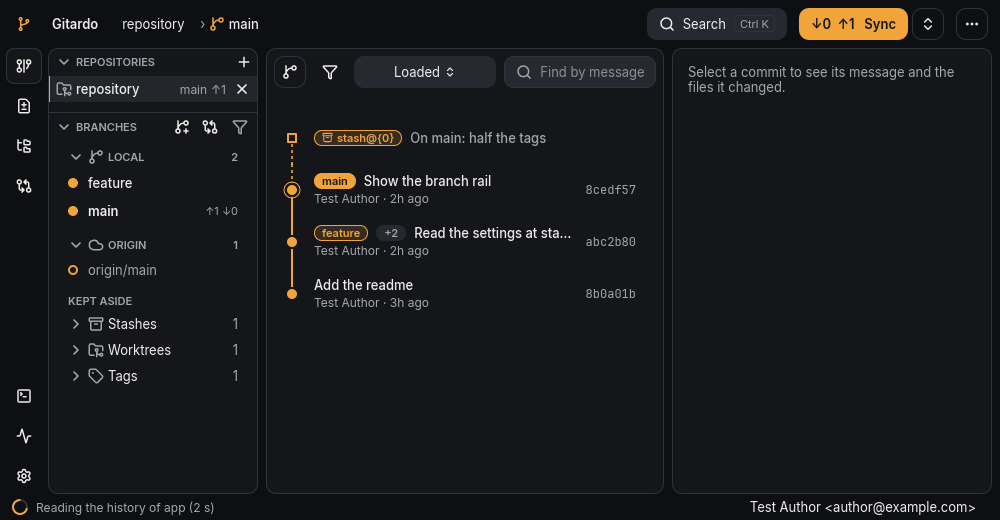 Gitardo repository › main Search Ctrl K ↓0 ↑1 Sync
REPOSITORIES
repository main ↑1
BRANCHES
LOCAL 2
feature
main ↑1 ↓0
ORIGIN 1
origin/main
KEPT ASIDE
Stashes 1
Worktrees 1
Tags 1
Loaded Find by message
stash@{0} On main: half the tags
main Show the branch rail
Test Author · 2h ago 8cedf57
feature +2 Read the settings at sta...
Test Author · 2h ago abc2b80
Add the readme
Test Author · 3h ago 8b0a01b
Select a commit to see its message and the
files it changed.
Reading the history of app (2 s) Test Author <author@example.com>